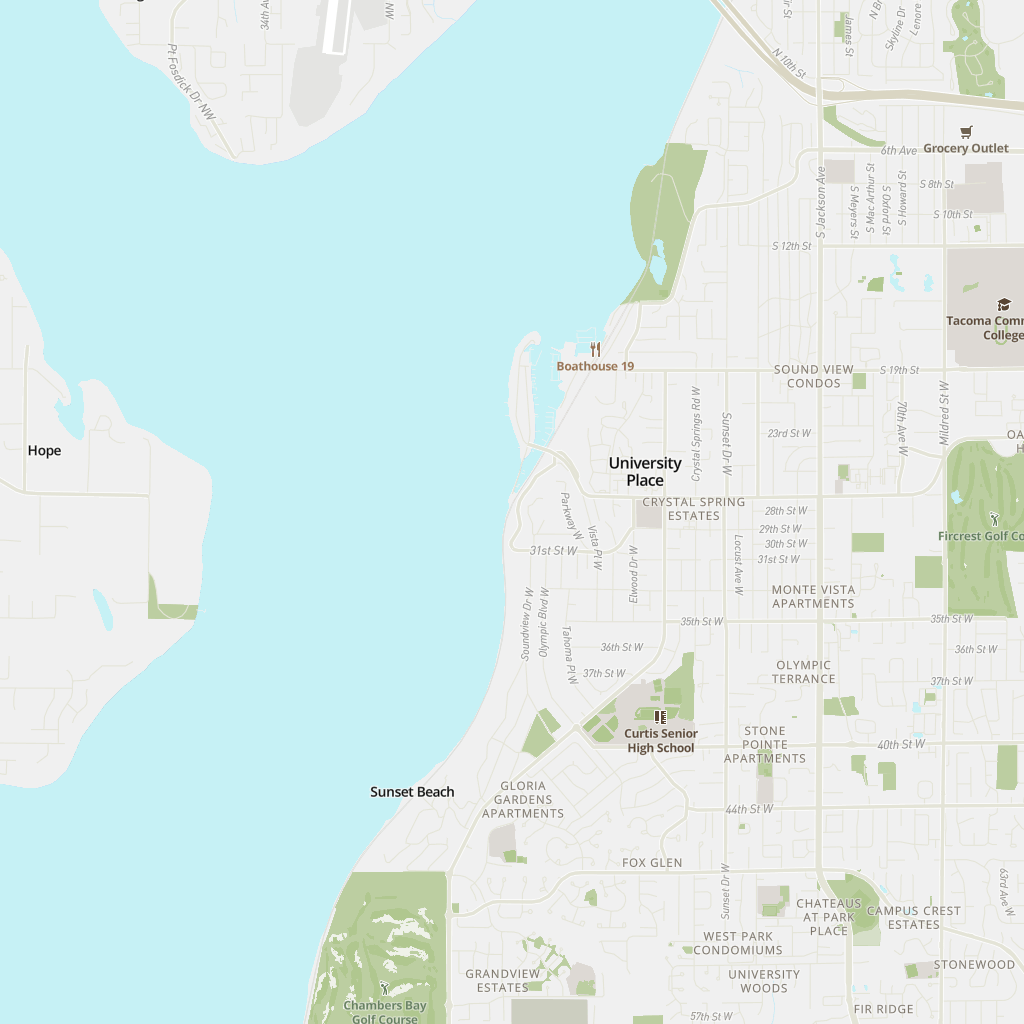 34th Av
NW
Pt Fosdick Dr NW
N 10th St
James St
Skyline Dr
Lenore
N Br
ir St
Grocery Outlet
6th Ave
S Jackson Ave
S Meyers St
S Mac Arthur St
S Oxford St
S Howard St
S 8th St
S 10th St
S 12th St
Tacoma Comm
College
Boathouse 19
SOUND VIEW
CONDOS
S 19th St
Mildred St W
70th Ave W
OA
H
Hope
Crystal Springs Rd W
Sunset Dr W
23rd St W
University
Place
CRYSTAL SPRING
ESTATES
Parkway W
Vista Pl W
28th St W
29th St W
30th St W
31st St W
Fircrest Golf Co
31st St W
Elwood Dr W
Locust Ave W
MONTE VISTA
APARTMENTS
Soundview Dr W
Olympic Blvd W
Tahoma Pl W
35th St W
35th St W
36th St W
36th St W
37th St W
37th St W
OLYMPIC
TERRANCE
Curtis Senior
High School
STONE
POINTE
APARTMENTS
40th St W
Sunset Beach
GLORIA
GARDENS
APARTMENTS
44th St W
FOX GLEN
Sunset Dr W
63rd Ave W
CHATEAUS
AT PARK
PLACE
CAMPUS CREST
ESTATES
WEST PARK
CONDOMIUMS
STONEWOOD
GRANDVIEW
ESTATES
UNIVERSITY
WOODS
Chambers Bay
Golf Course
57th St W
FIR RIDGE